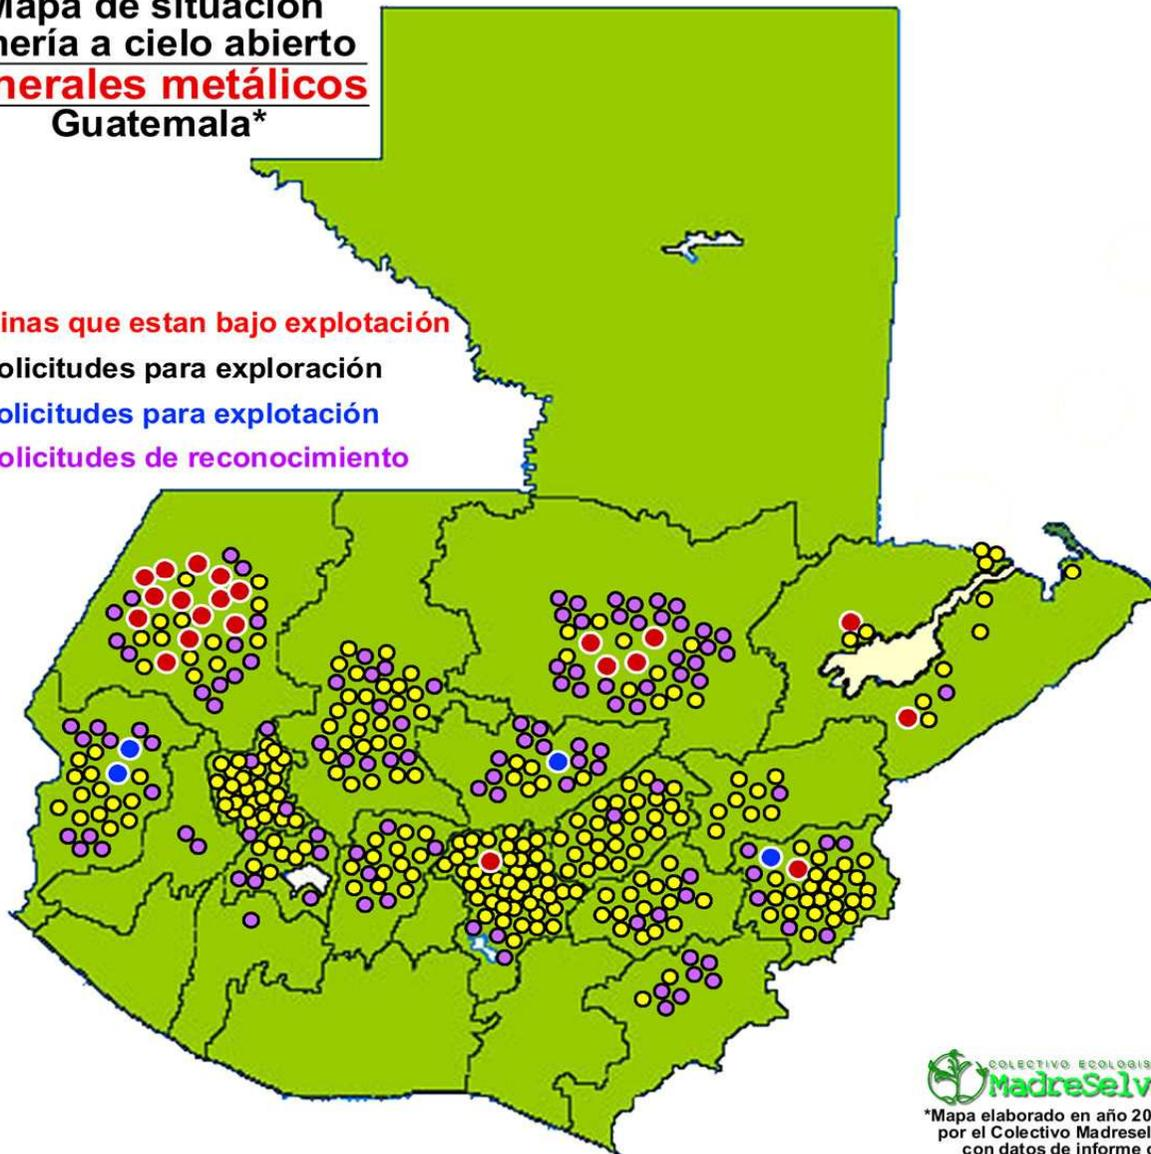 Mapa de situación
nería a cielo abierto
nerales metálicos
Guatemala*
inas que estan bajo explotación
olicitudes para exploración
olicitudes para explotación
olicitudes de reconocimiento
COLECTIVO ECOLOGIS
MadreSelv
*Mapa elaborado en año 20
por el Colectivo Madresel
con datos de informe d